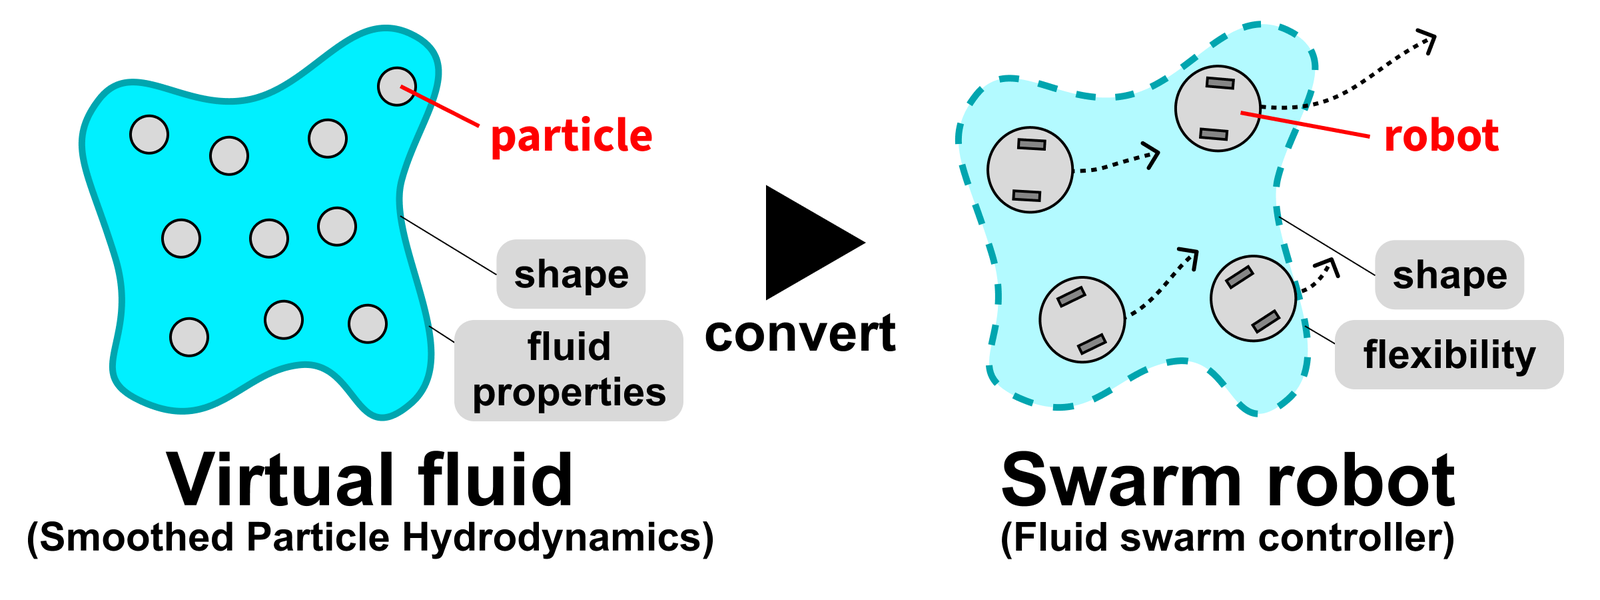 particle
shape
fluid
properties
Virtual fluid
(Smoothed Particle Hydrodynamics)
convert
robot
shape
flexibility
Swarm robot
(Fluid swarm controller)